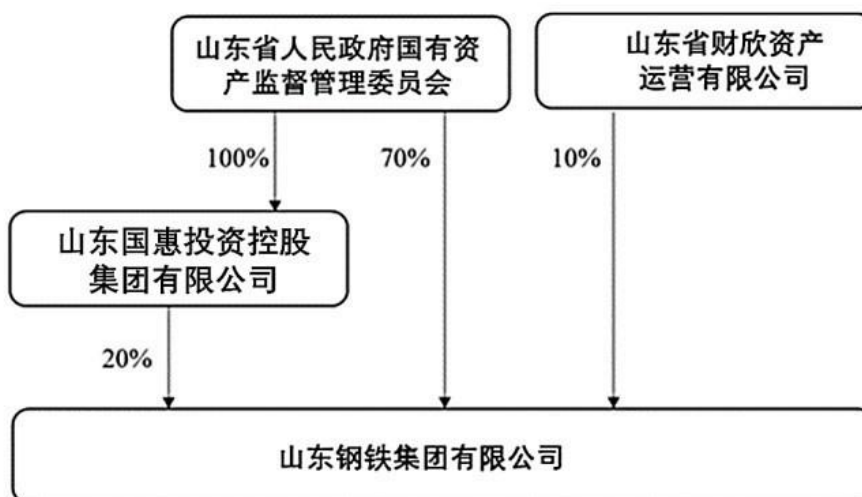 山东省人民政府国有资
产监督管理委员会
山东省财欣资产
运营有限公司
100%
70%
10%
山东国惠投资控股
集团有限公司
20%
山东钢铁集团有限公司